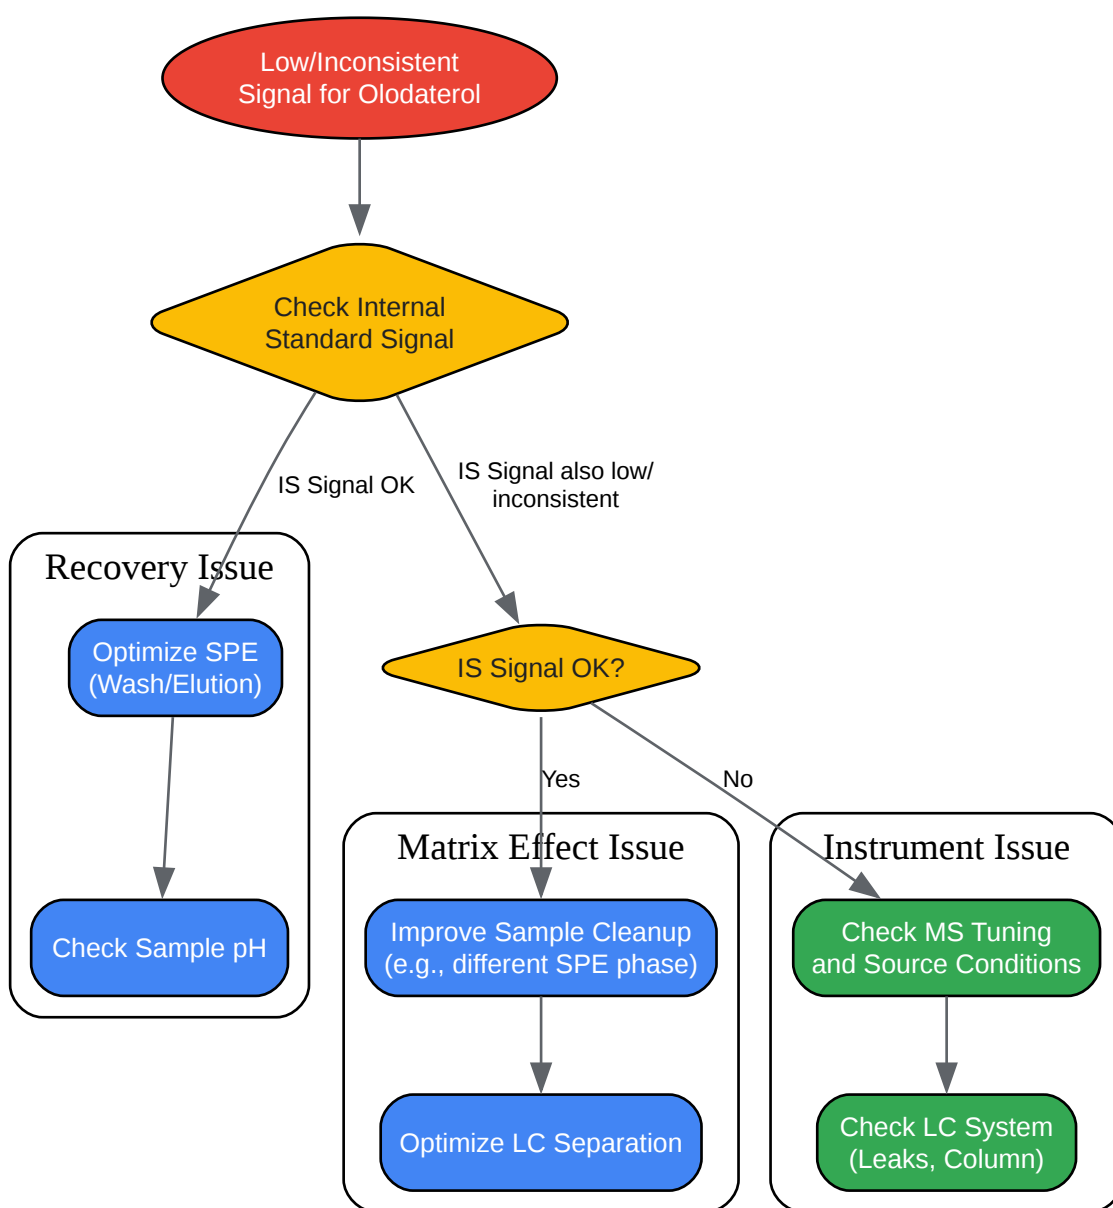 Low/Inconsistent
Signal for Olodaterol
Check Internal
Standard Signal
IS Signal OK
IS Signal also low/
inconsistent
Recovery Issue
Optimize SPE
(Wash/Elution)
IS Signal OK?
Yes
No
Matrix Effect Issue
Instrument Issue
Check Sample pH
Improve Sample Cleanup
(e.g., different SPE phase)
Check MS Tuning
and Source Conditions
Optimize LC Separation
Check LC System
(Leaks, Column)